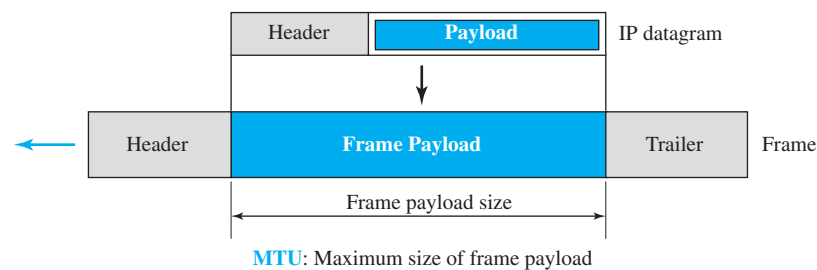 Header Payload IP datagram
Header Frame Payload Trailer Frame
Frame payload size
MTU: Maximum size of frame payload